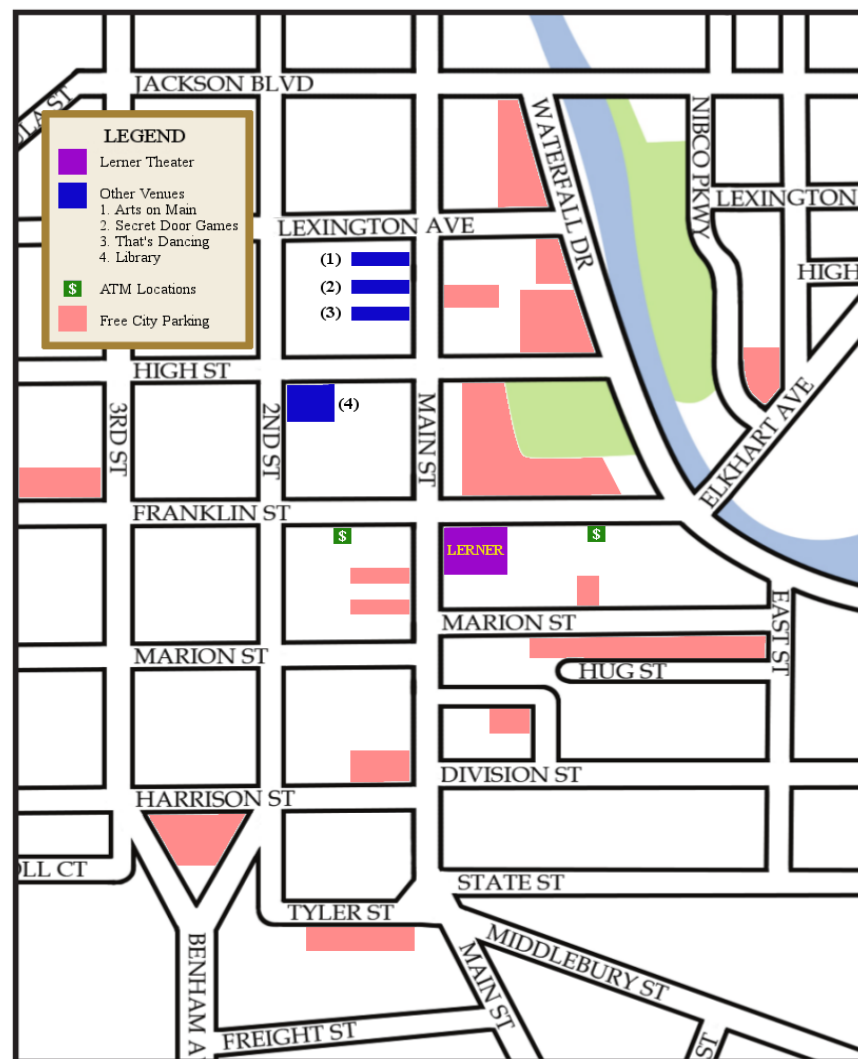 JACKSON BLVD
LA ST
WATERFALL DR
NIBCO PKWY
LEGEND
Lerner Theater
Other Venues
1. Arts on Main
2. Secret Door Games
3. That's Dancing
4. Library
$ ATM Locations
Free City Parking
LEXINGTON
LEXINGTON AVE
(1)
(2)
(3)
HIGH
HIGH ST
3RD ST
2ND ST
(4)
MAIN ST
ELKHART AVE
FRANKLIN ST
$
LERNER
$
MARION ST
EAST ST
MARION ST
HUG ST
DIVISION ST
HARRISON ST
OLL CT
STATE ST
TYLER ST
BENHAM A
MAIN ST
MIDDLEBURY ST
FREIGHT ST
ST